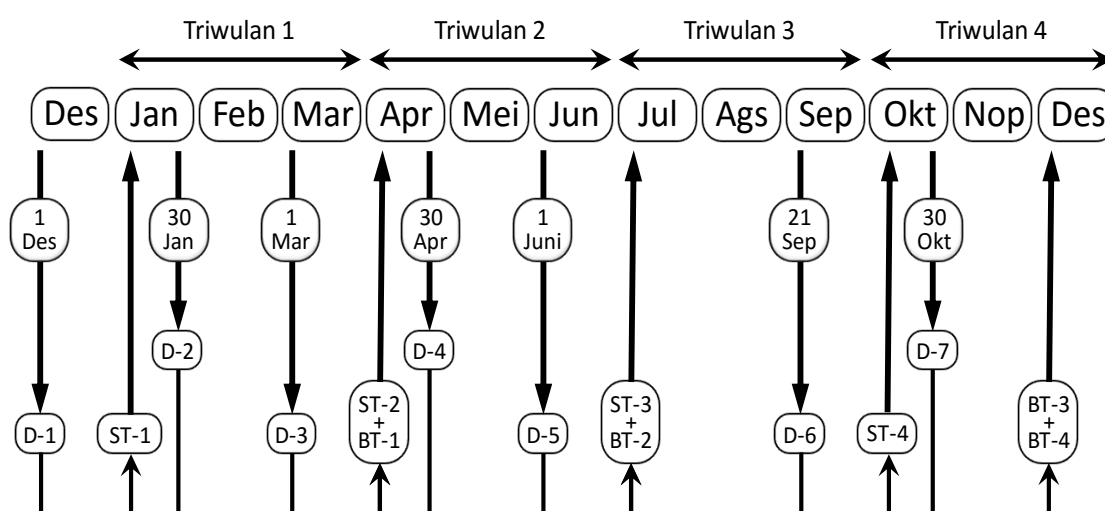 Triwulan 1
Triwulan 2
Triwulan 3
Triwulan 4
Des
Jan
Feb
Mar
Apr
Mei
Jun
Jul
Ags
Sep
Okt
Nop
Des
1
Des
30
Jan
1
Mar
30
Apr
1
Juni
21
Sep
30
Okt
D-2
D-4
D-7
D-1
ST-1
D-3
ST-2
+
BT-1
D-5
ST-3
+
BT-2
D-6
ST-4
BT-3
+
BT-4